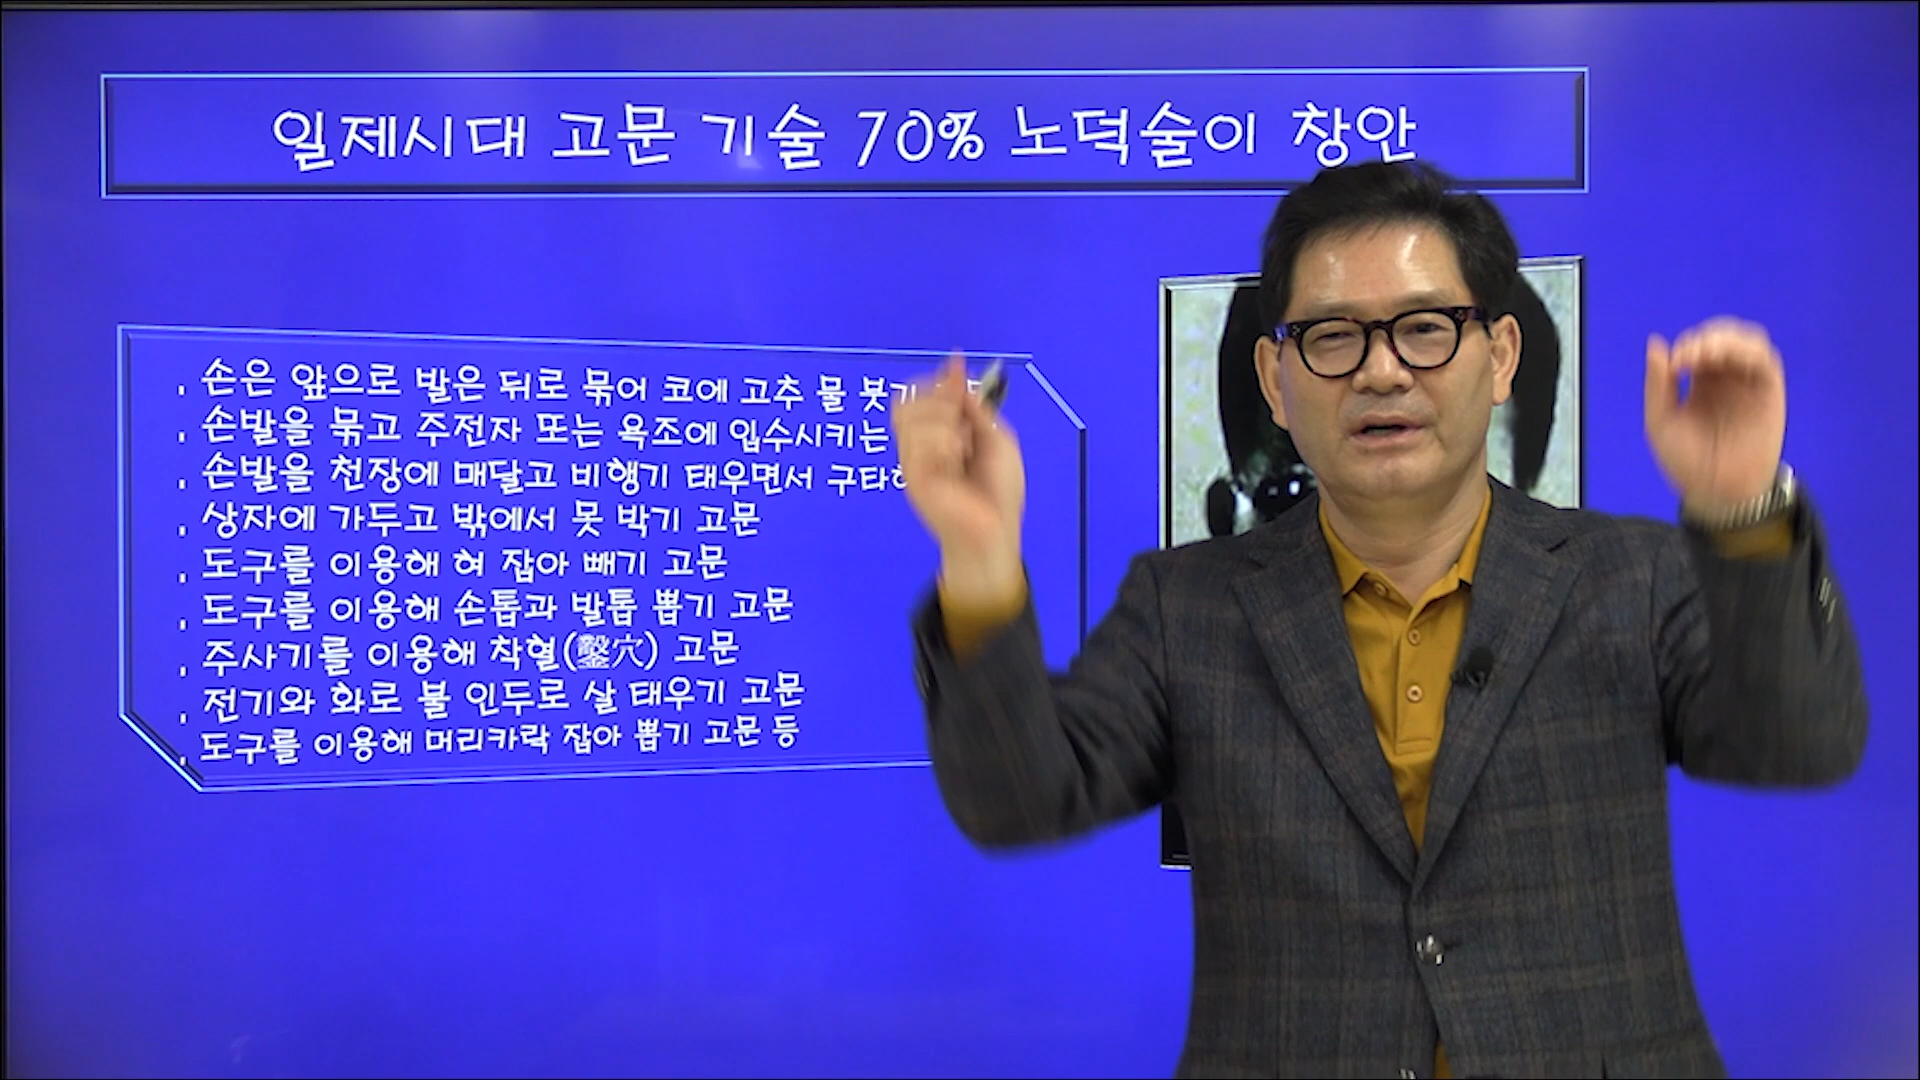 일제시대 고문 기술 70% 노덕술이 창안
. 손은 앞으로 발은 뒤로 묶어 코에 고추 물 붓기
. 손발을 묶고 주전자 또는 욕조에 입수시키는
. 손발을 천장에 매달고 비행기 태우면서
. 상자에 가두고 밖에서 못 박기 고문
. 도구를 이용해 혀 잡아 빼기 고문
. 도구를 이용해 손톱과 발톱 뽑기 고문
. 주사기를 이용해 착혈(鑿穴) 고문
. 전기와 화로 불 인두로 살 태우기 고문
. 도구를 이용해 머리카락 잡아 뽑기 고문 등